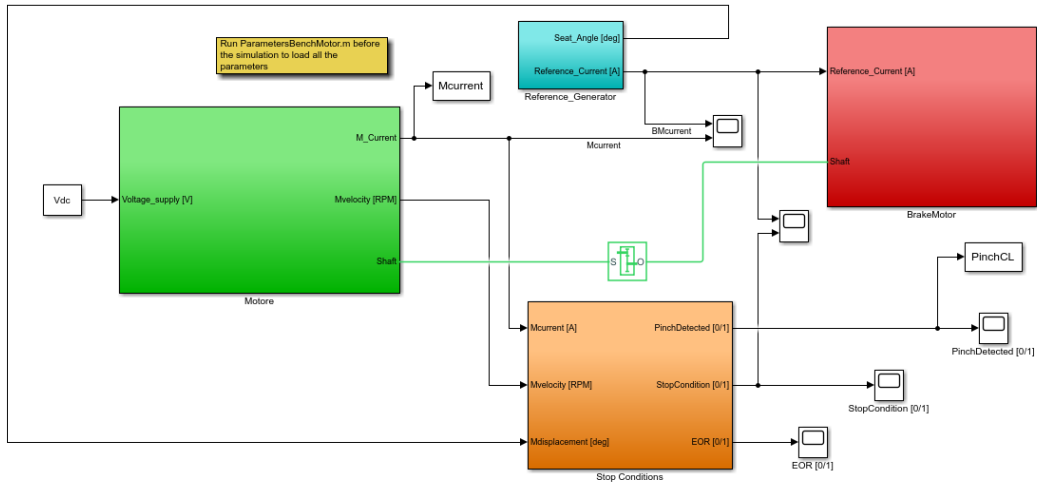 Run ParametersBenchMotor.m before
the simulation to load all the
parameters
Seat_Angle [deg]
Reference_Current [A]
Reference_Generator
Reference_Current [A]
Shaft
BrakeMotor
Mcurrent
BMcurrent
Mcurrent
M_Current
Vdc
Voltage_supply [V]
Mvelocity [RPM]
Shaft
Motore
S
O
PinchCL
Mcurrent [A]
PinchDetected [0/1]
PinchDetected [0/1]
Mvelocity [RPM]
StopCondition [0/1]
StopCondition [0/1]
Mdisplacement [deg]
EOR [0/1]
EOR [0/1]
Stop Conditions